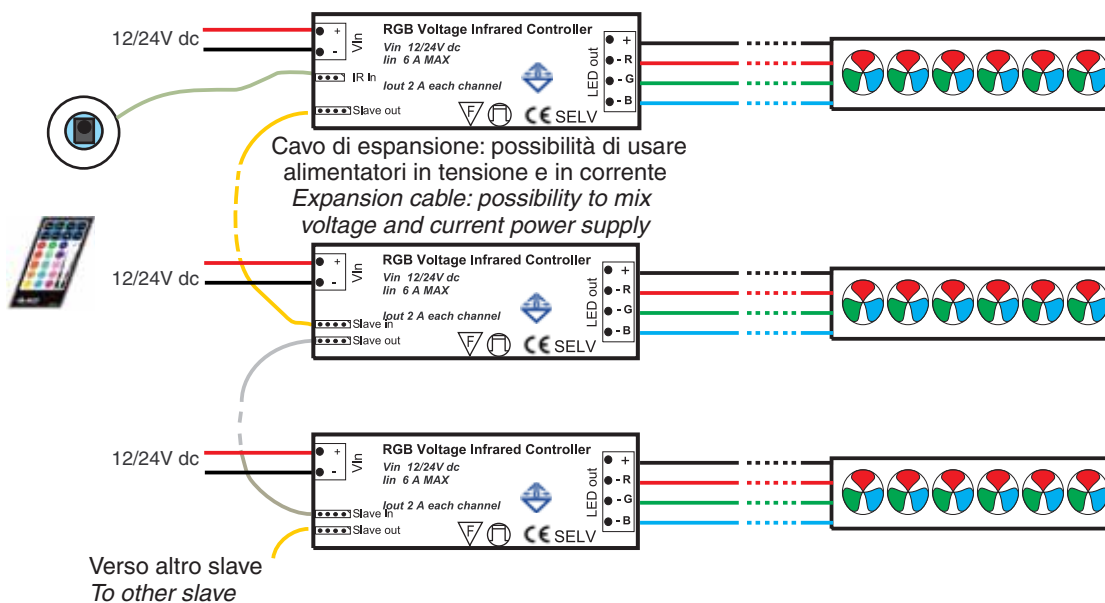 12/24V dc
+
-
VIn
IR In
Slave out
RGB Voltage Infrared Controller
Vin 12/24V dc
Iin 6 A MAX
Iout 2 A each channel
F
CE SELV
LED out
+
- R
- G
- B
Cavo di espansione: possibilità di usare
alimentatori in tensione e in corrente
Expansion cable: possibility to mix
voltage and current power supply
12/24V dc
+
-
VIn
Slave in
Slave out
RGB Voltage Infrared Controller
Vin 12/24V dc
Iin 6 A MAX
Iout 2 A each channel
F
CE SELV
LED out
+
- R
- G
- B
12/24V dc
+
-
VIn
Slave In
Slave out
RGB Voltage Infrared Controller
Vin 12/24V dc
Iin 6 A MAX
Iout 2 A each channel
F
CE SELV
LED out
+
- R
- G
- B
Verso altro slave
To other slave